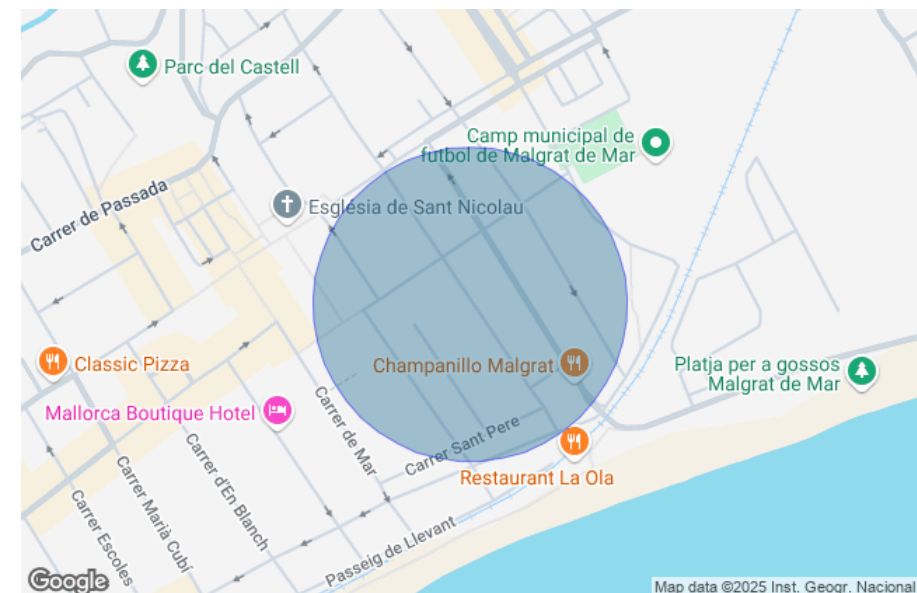 Parc del Castell
Camp municipal de
futbol de Malgrat de Mar
Carrer de Passada
Església de Sant Nicolau
Classic Pizza
Champanillo Malgrat
Platja per a gossos
Malgrat de Mar
Mallorca Boutique Hotel
Carrer de Mar
Carrer Sant Pere
Restaurant La Ola
Carrer d'En Blanch
Carrer Marià Cubí
Carrer Escoles
Passeig de Llevant
Google
Map data ©2025 Inst. Geogr. Nacional